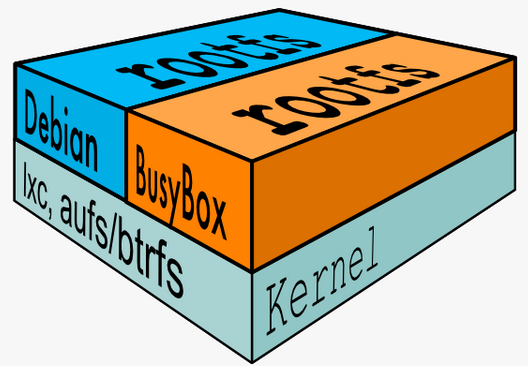 rootfs
rootfs
Debian
BusyBox
lxc, aufs/btrfs
Kernel